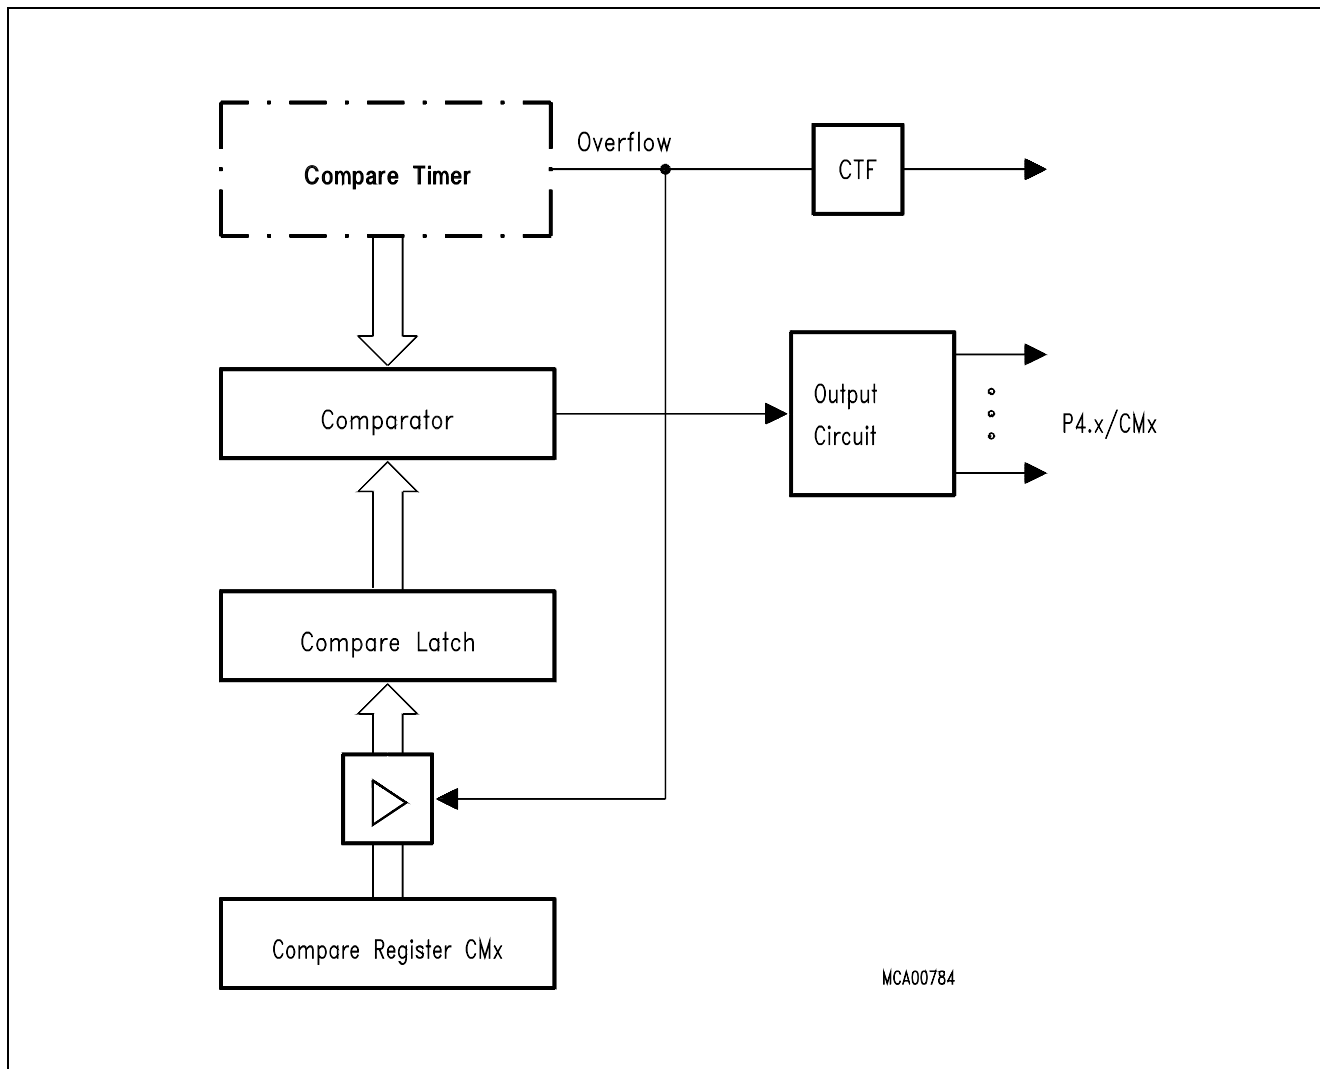 Overflow
Compare Timer
CTF
Comparator
Output
Circuit
P4.x/CMx
Compare Latch
Compare Register CMx
MCA00784